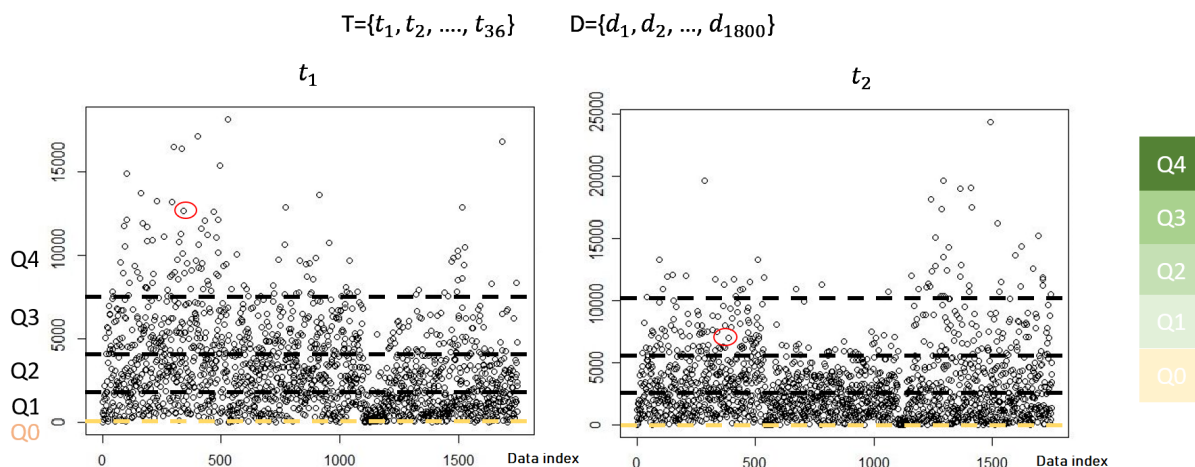 T={t₁, t₂, ...., t₃₆} D={d₁, d₂, ..., d₁₈₀₀}
t₁
t₂
15000
10000
5000
0
Q4
Q3
Q2
Q1
Q0
0
500
1000
1500
Data index
25000
20000
15000
10000
5000
0
0
500
1000
1500
Data index
Q4
Q3
Q2
Q1
Q0